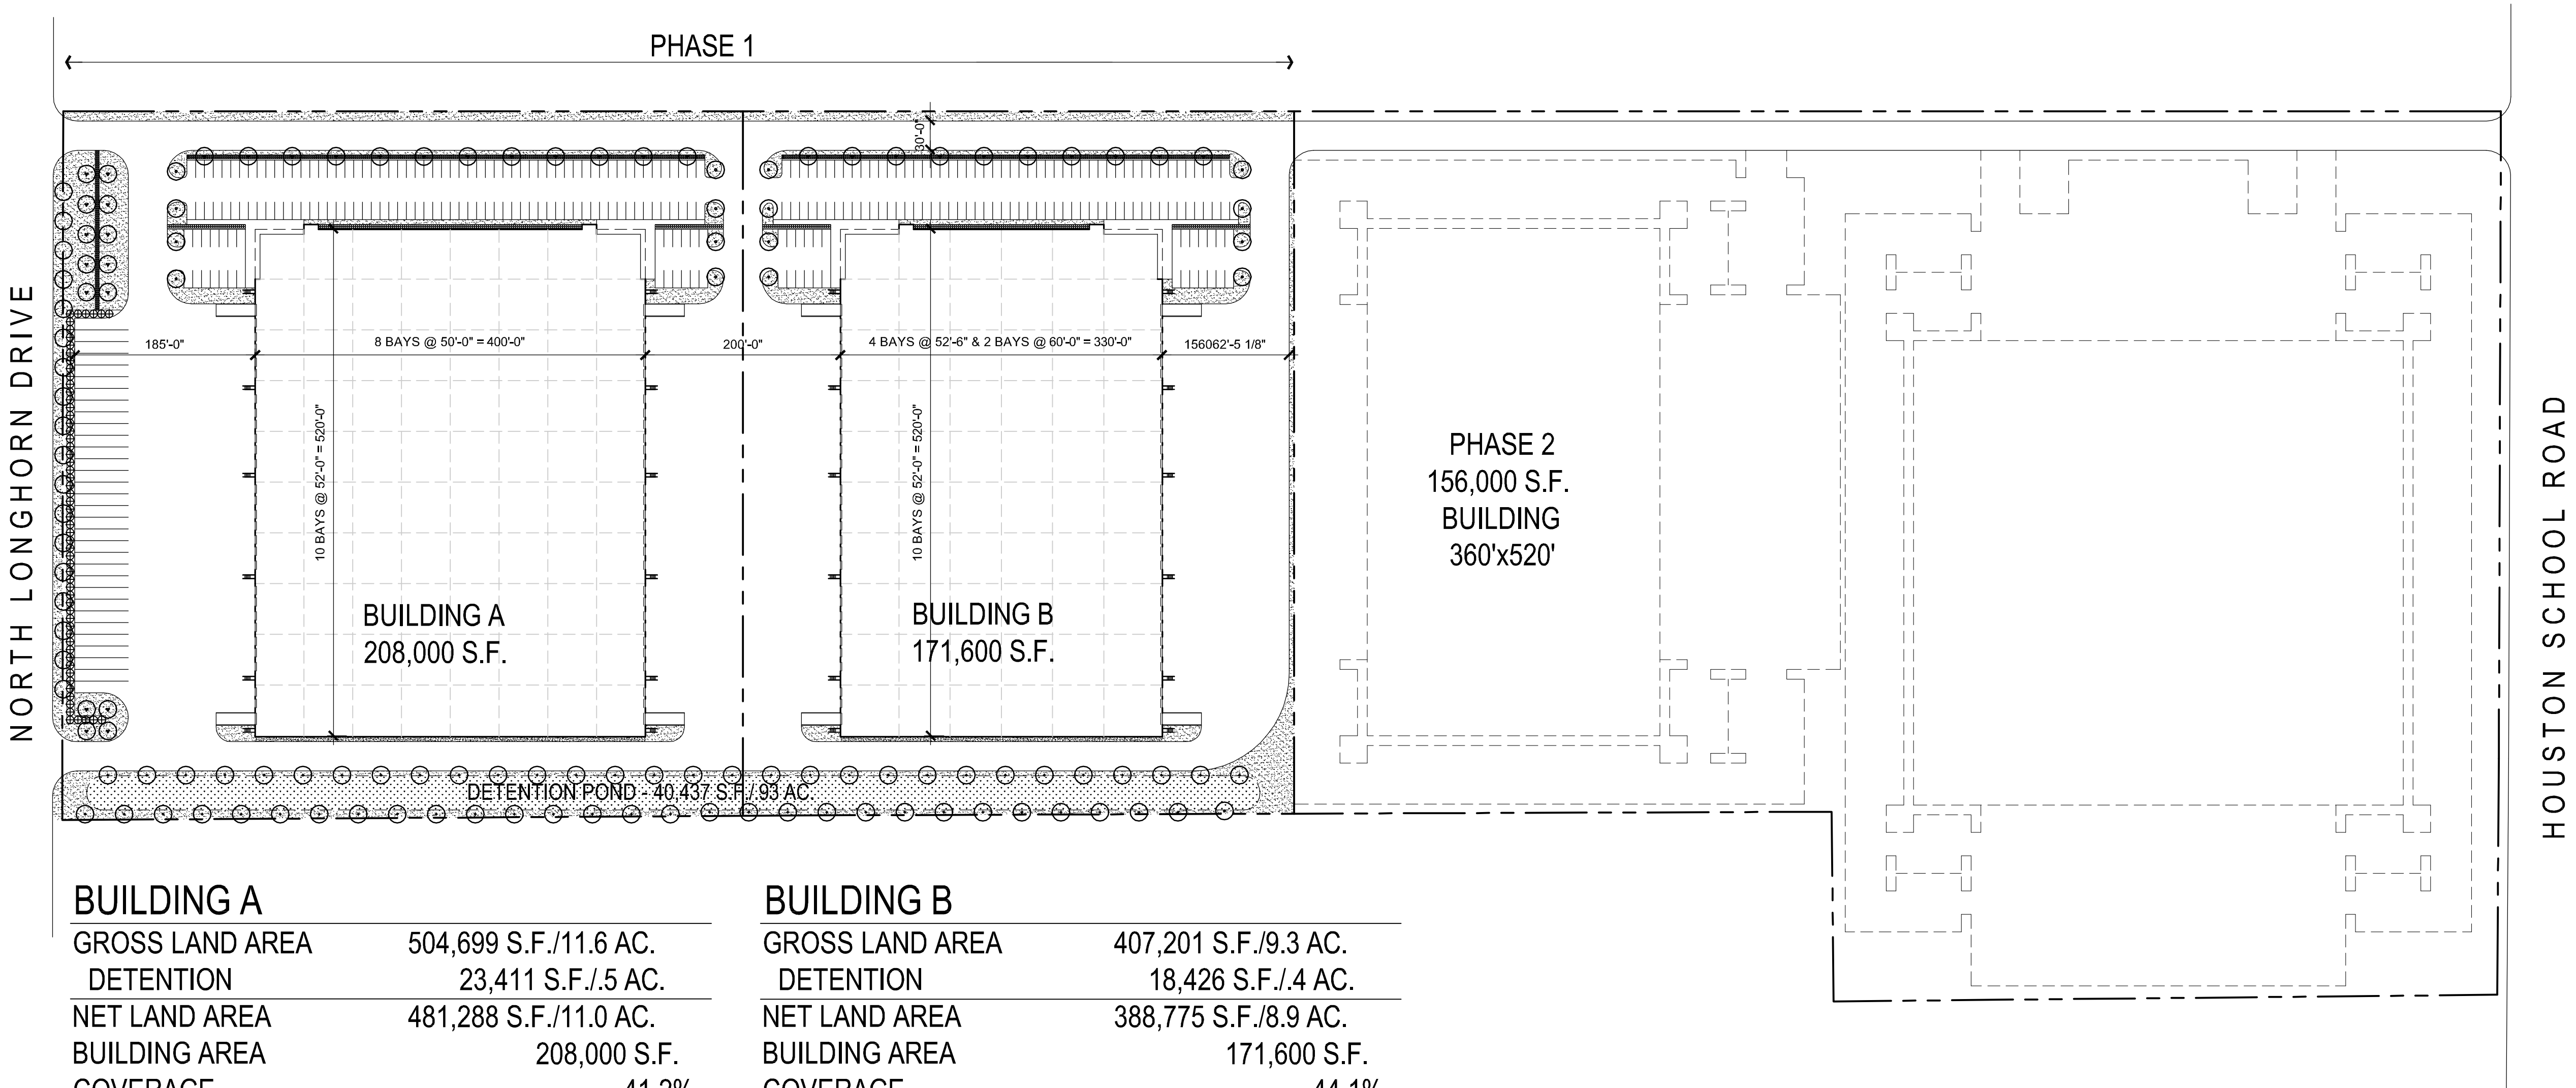 PHASE 1
30'-0"
NORTH LONGHORN DRIVE
HOUSTON SCHOOL ROAD
185'-0"
8 BAYS @ 50'-0" = 400'-0"
200'-0"
4 BAYS @ 52'-6" & 2 BAYS @ 60'-0" = 330'-0"
156062'-5 1/8"
10 BAYS @ 52'-0" = 520'-0"
10 BAYS @ 52'-0" = 520'-0"
PHASE 2
156,000 S.F.
BUILDING
360'x520'
BUILDING A
208,000 S.F.
BUILDING B
171,600 S.F.
DETENTION POND - 40,437 S.F./.93 AC.
BUILDING A
GROSS LAND AREA 504,699 S.F./11.6 AC.
DETENTION 23,411 S.F./.5 AC.
NET LAND AREA 481,288 S.F./11.0 AC.
BUILDING AREA 208,000 S.F.
COVERAGE 41.2%
BUILDING B
GROSS LAND AREA 407,201 S.F./9.3 AC.
DETENTION 18,426 S.F./.4 AC.
NET LAND AREA 388,775 S.F./8.9 AC.
BUILDING AREA 171,600 S.F.
COVERAGE 44.1%